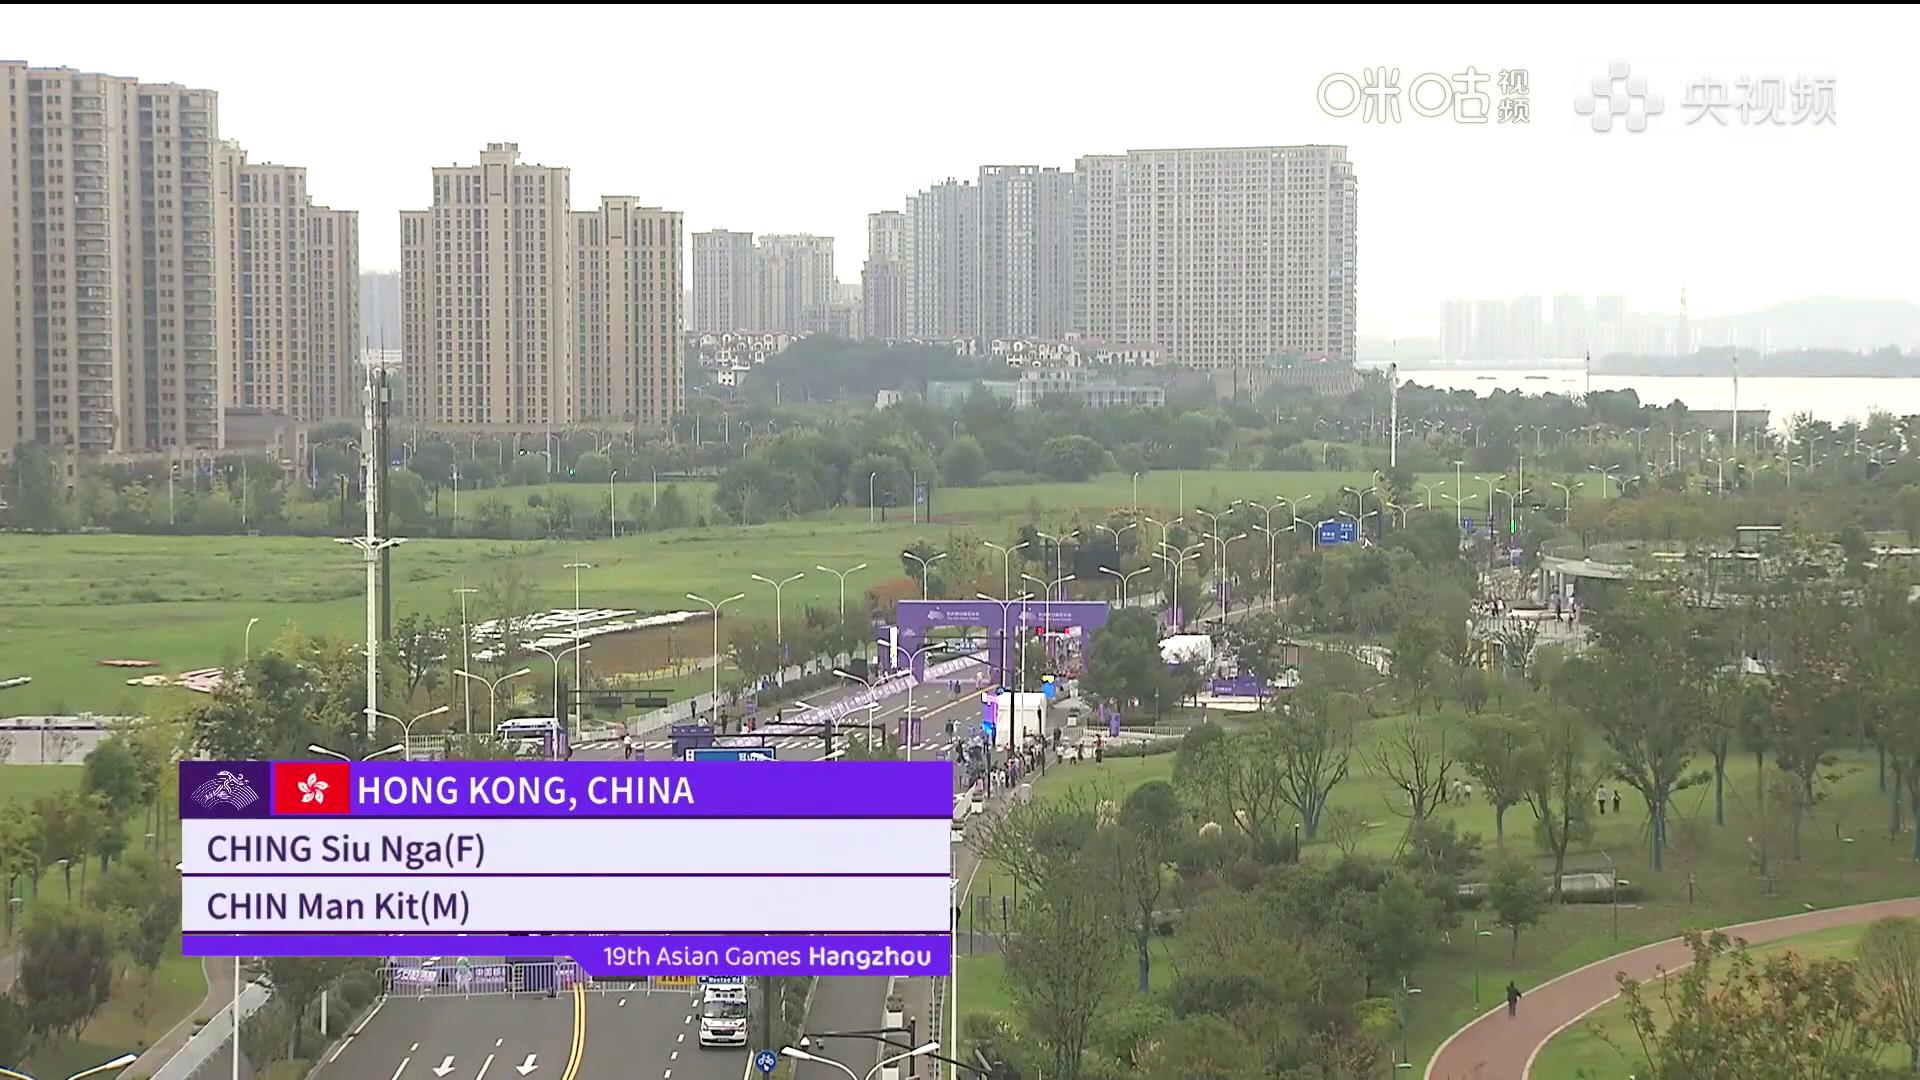 咪咕视频
央视频
HONG KONG, CHINA
CHING Siu Nga(F)
CHIN Man Kit(M)
19th Asian Games Hangzhou